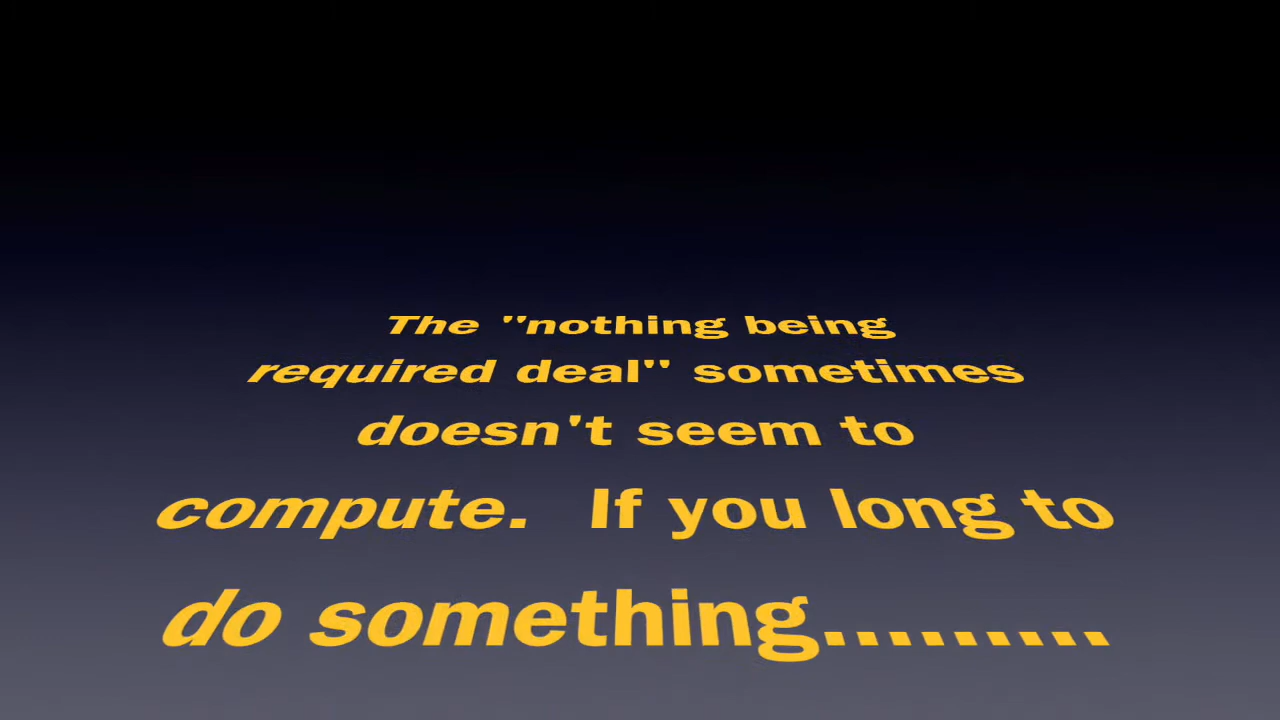 The "nothing being
required deal" sometimes
doesn't seem to
compute.  If you long to
do something.........